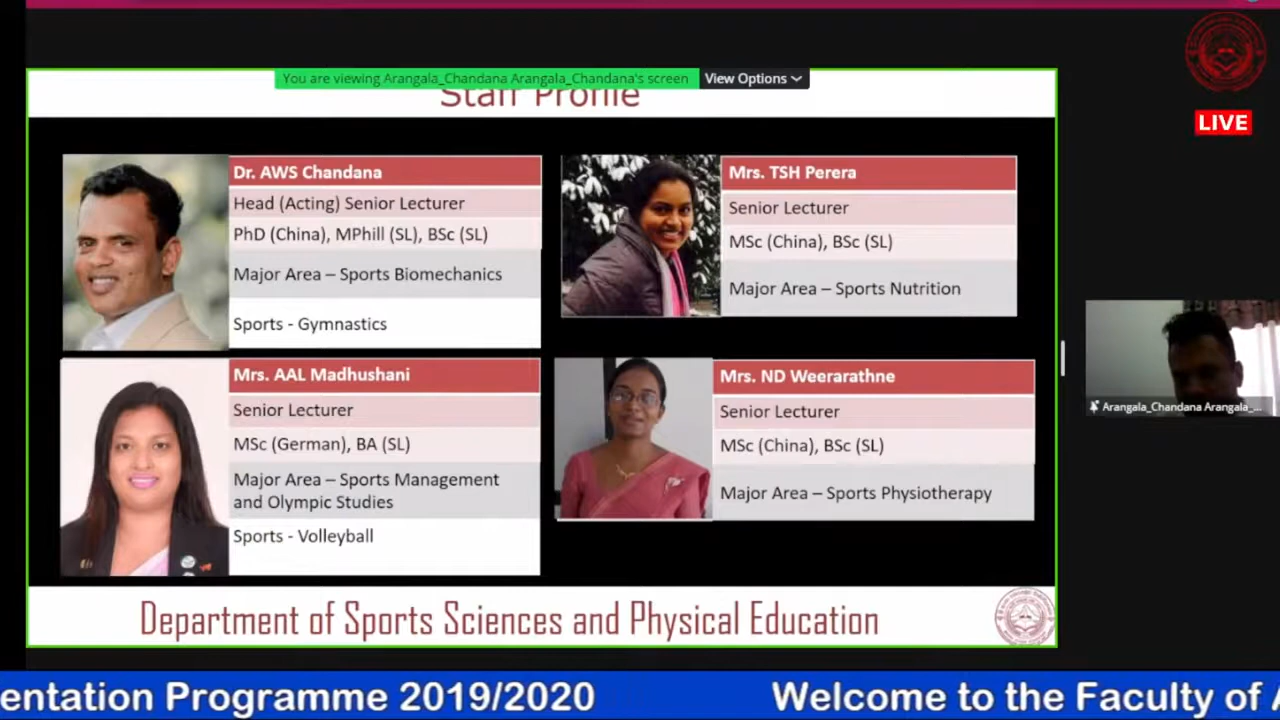 You are viewing Arangala_Chandana Arangala_Chandana's screen View Options
LIVE
Staff Profile
Dr. AWS Chandana
Head (Acting) Senior Lecturer
PhD (China), MPhill (SL), BSc (SL)
Major Area – Sports Biomechanics
Sports - Gymnastics
Mrs. TSH Perera
Senior Lecturer
MSc (China), BSc (SL)
Major Area – Sports Nutrition
Mrs. AAL Madhushani
Senior Lecturer
MSc (German), BA (SL)
Major Area – Sports Management
and Olympic Studies
Sports - Volleyball
Mrs. ND Weerarathne
Senior Lecturer
MSc (China), BSc (SL)
Major Area – Sports Physiotherapy
Arangala_Chandana Arangala_...
Department of Sports Sciences and Physical Education
entation Programme 2019/2020 Welcome to the Faculty of A